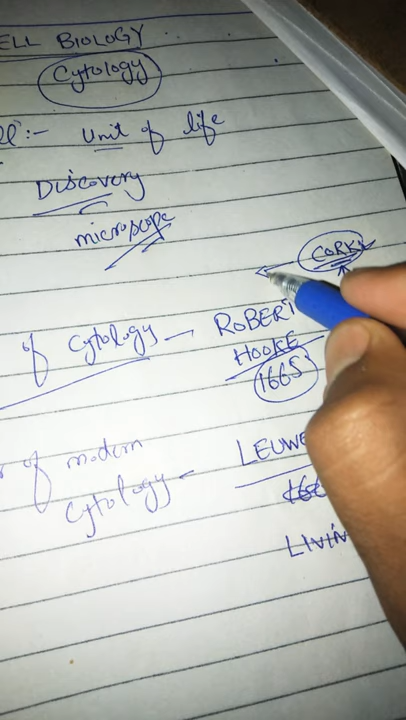 ELL BIOLOGY
Cytology
ell :- Unit of life
Discovery
microscope
CORK
of Cytology - ROBERT
HOOKE
1665
of modern
Cytology - LEUWE
LIVIN